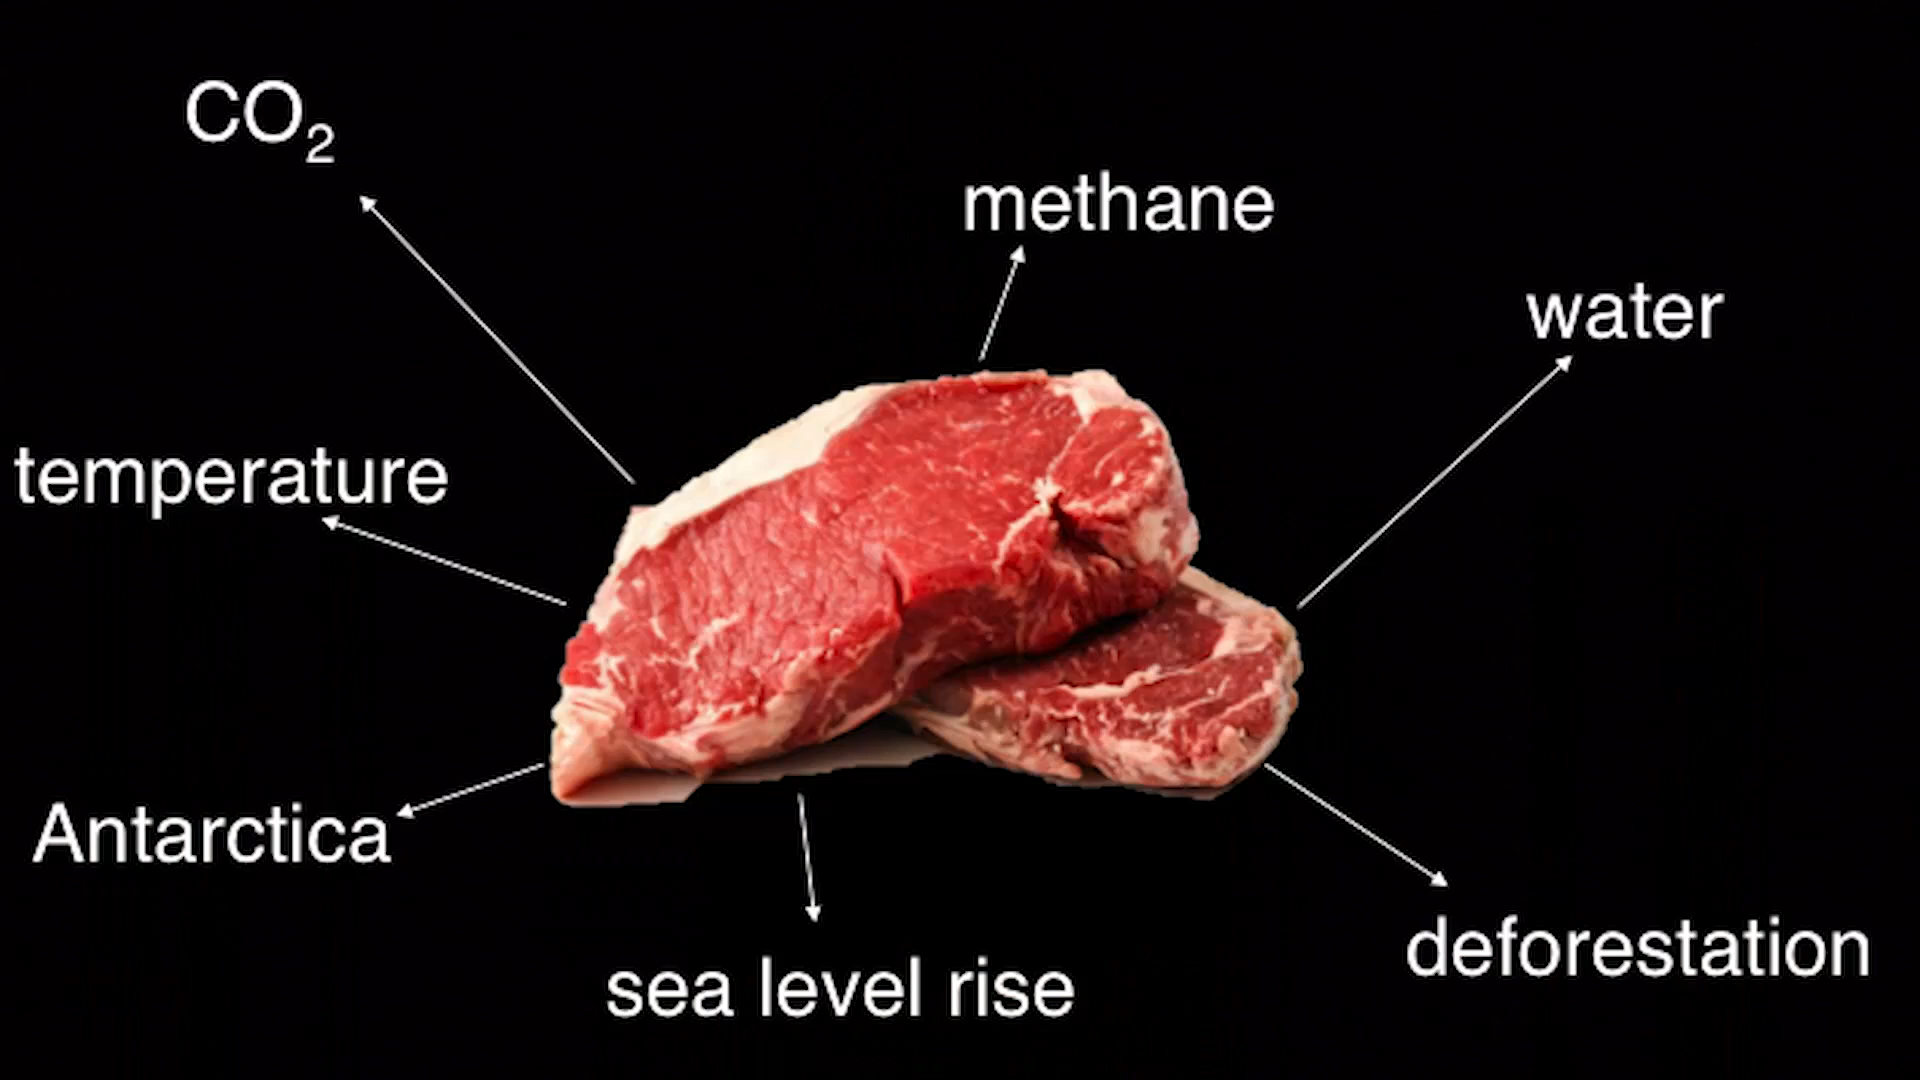 CO₂
methane
water
temperature
Antarctica
sea level rise
deforestation